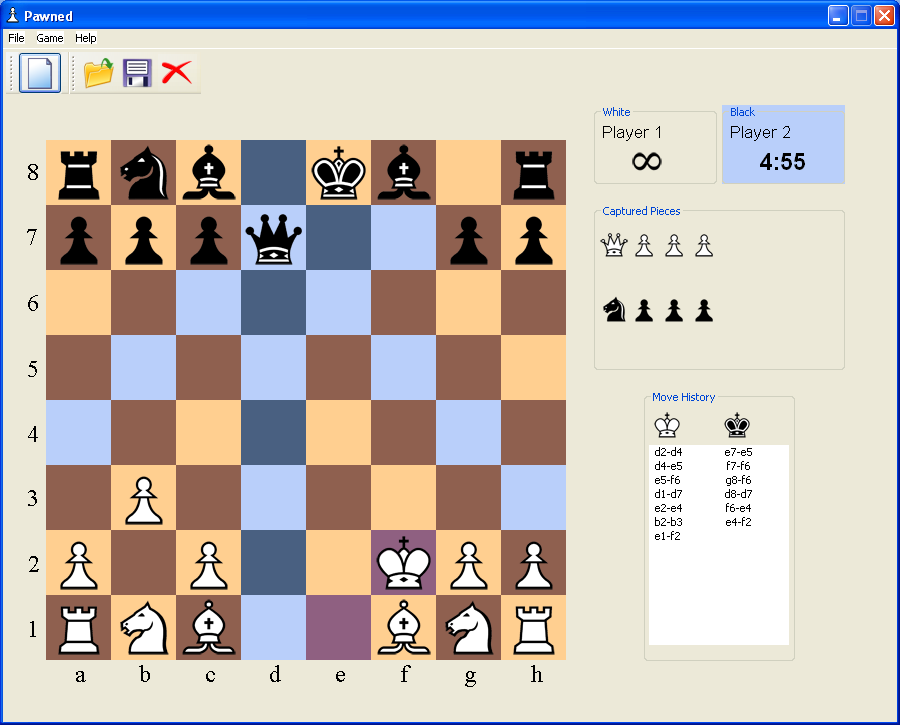 Pawned
File Game Help
White
Player 1
∞
Black
Player 2
4:55
Captured Pieces
Move History
d2-d4 e7-e5
d4-e5 f7-f6
e5-f6 g8-f6
d1-d7 d8-d7
e2-e4 f6-e4
b2-b3 e4-f2
e1-f2
8
7
6
5
4
3
2
1
a b c d e f g h